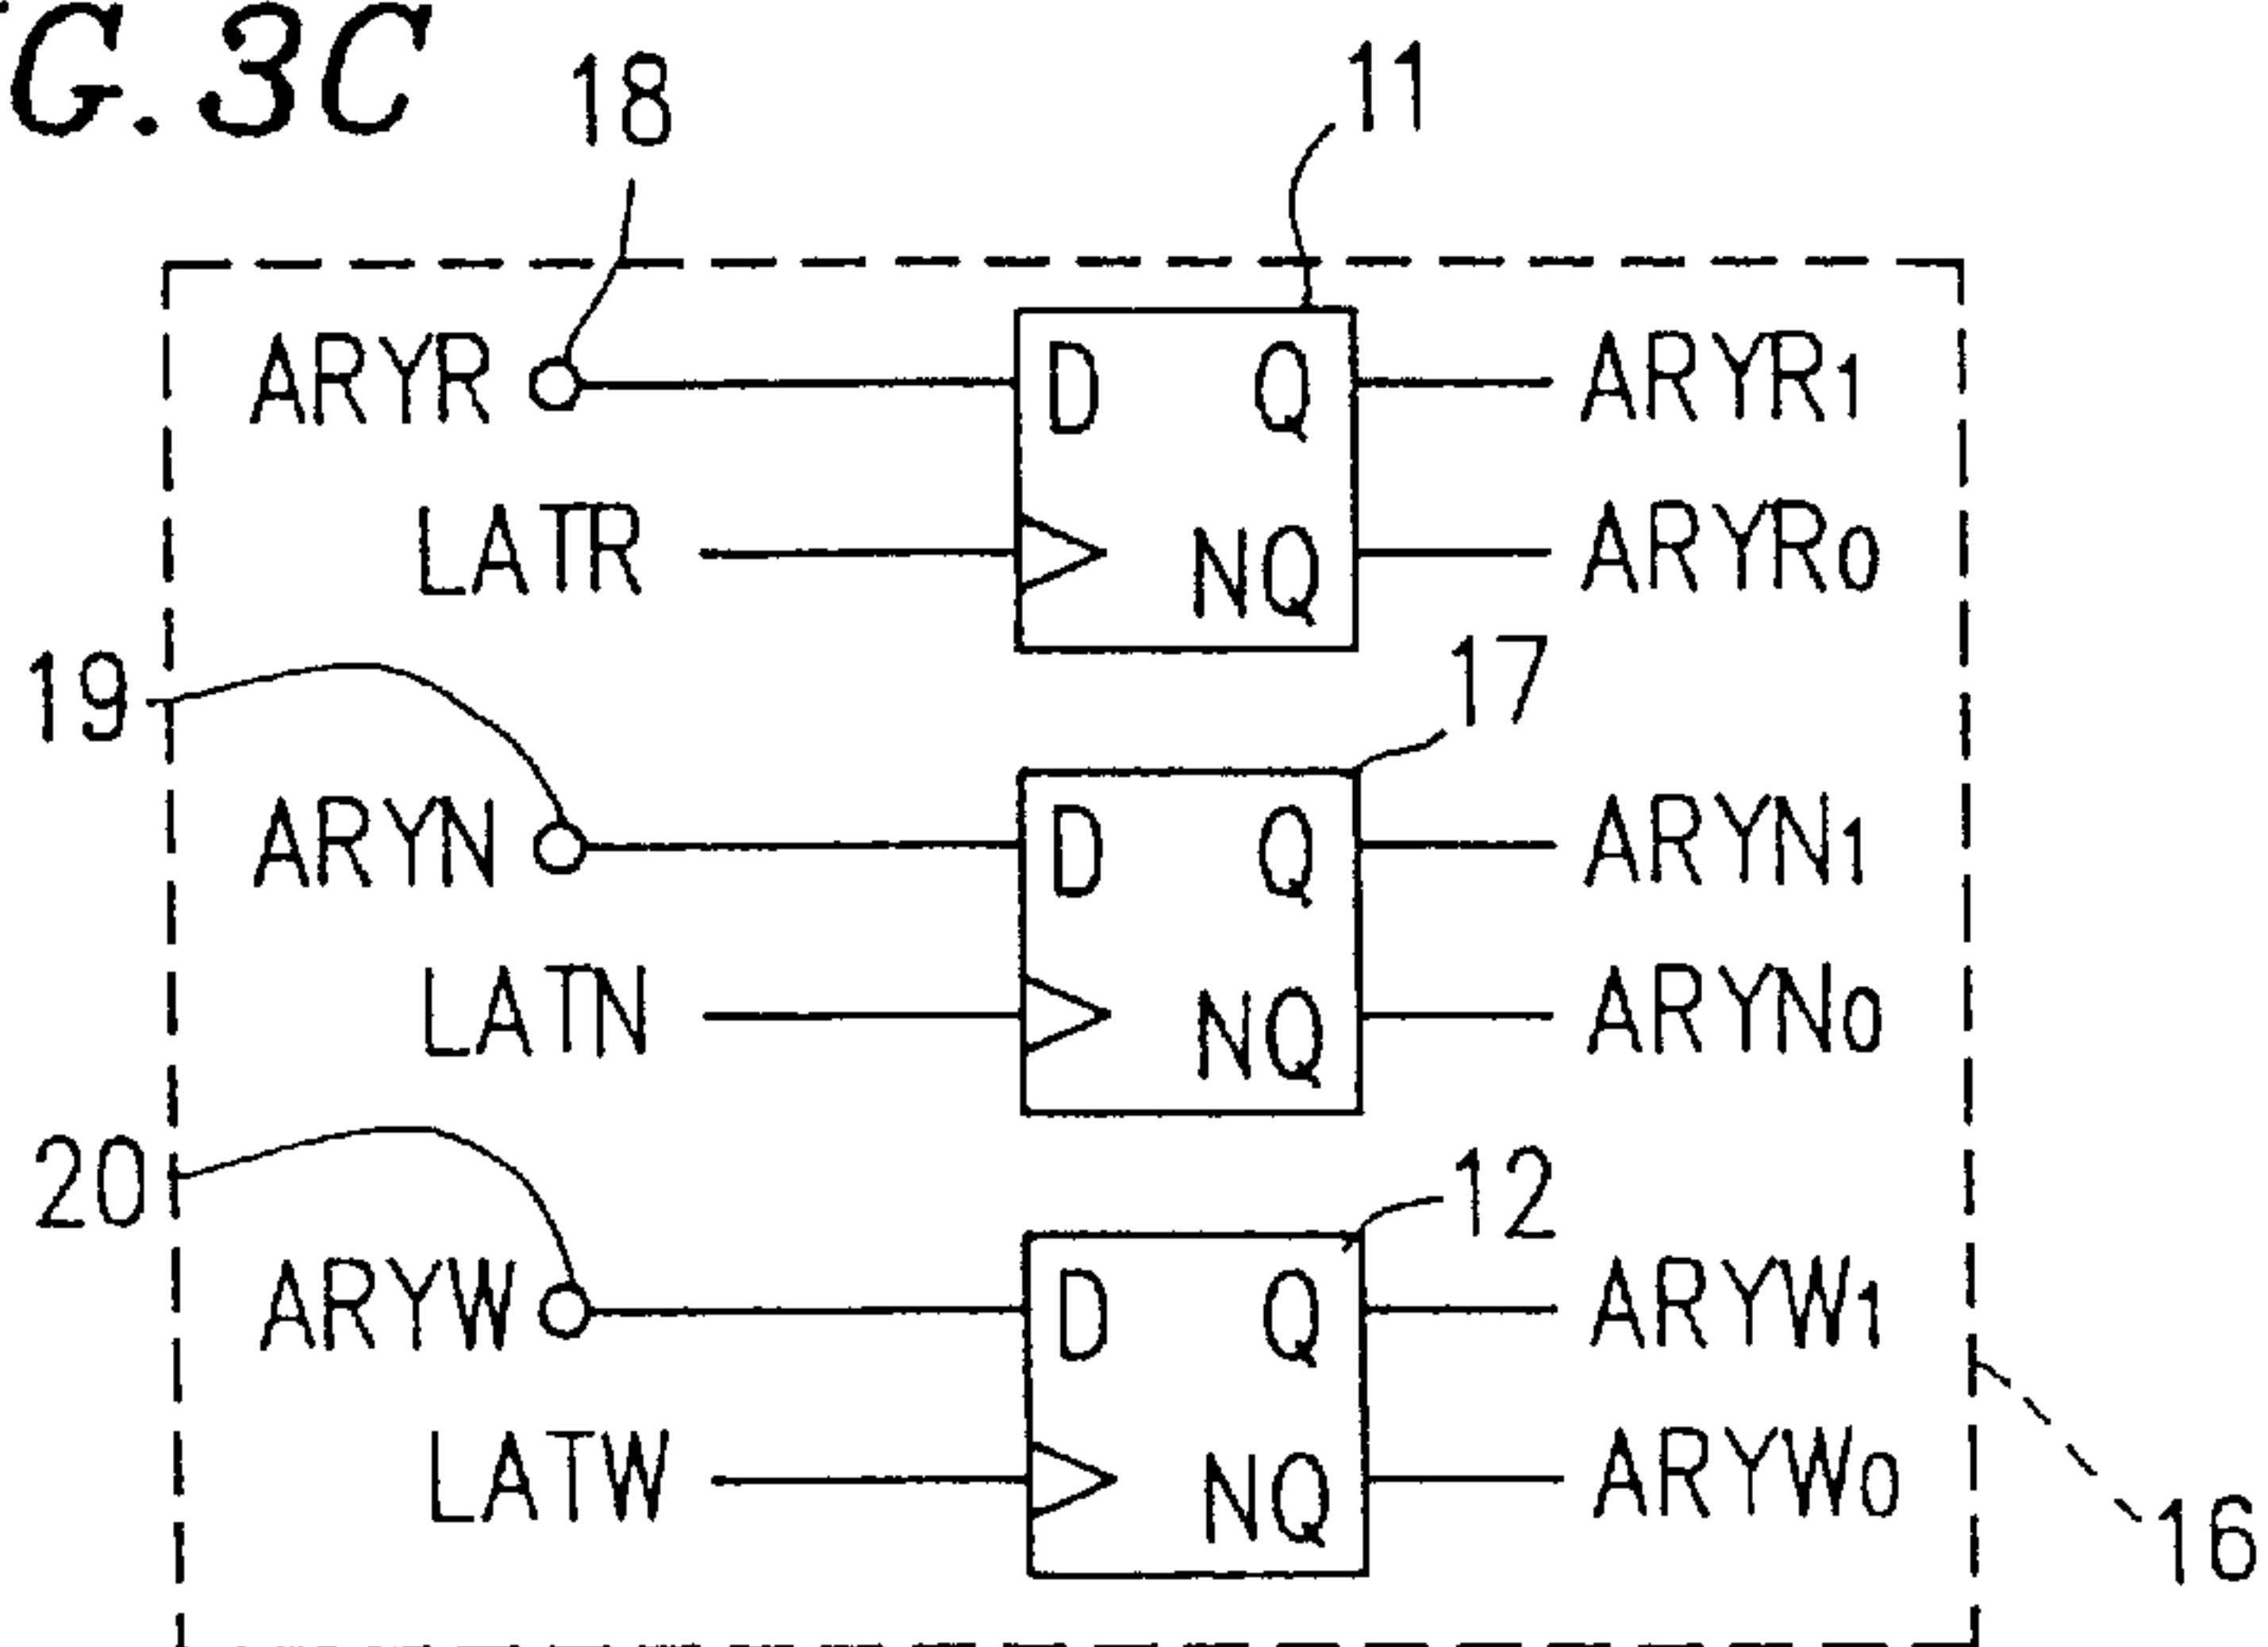 G. 3C
18
11
ARYR D Q ARYR1
LATR NQ ARYR0
19
17
ARYN D Q ARYN1
LATN NQ ARYN0
20
12
ARYW D Q ARYW1
LATW NQ ARYW0
16